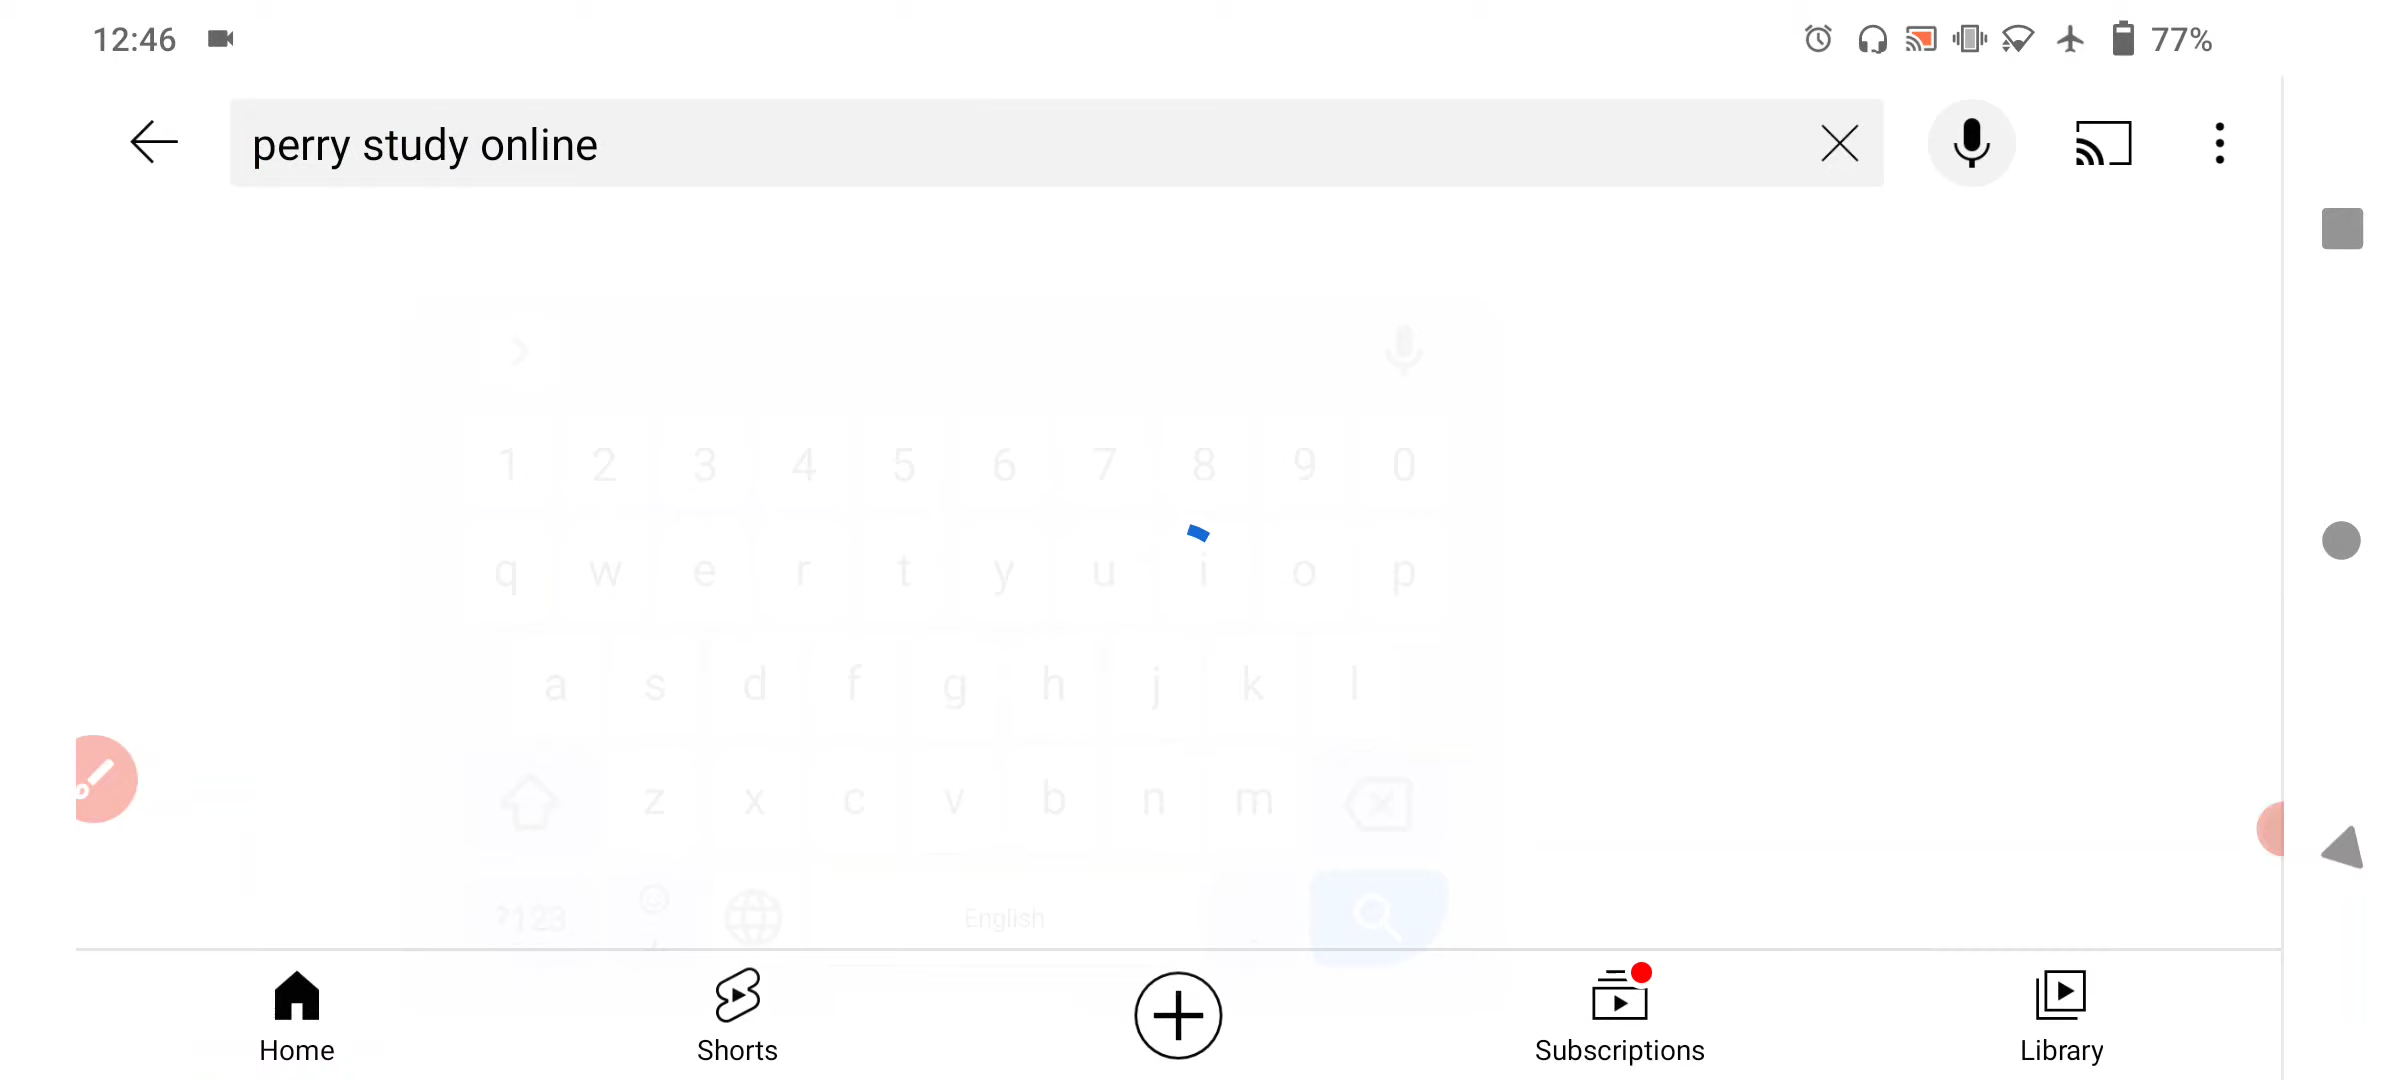 12:46 77%
perry study online
1 2 3 4 5 6 7 8 9 0
q w e r t y u i o p
a s d f g h j k l
z x c v b n m
?123 , English .
Home Shorts Subscriptions Library